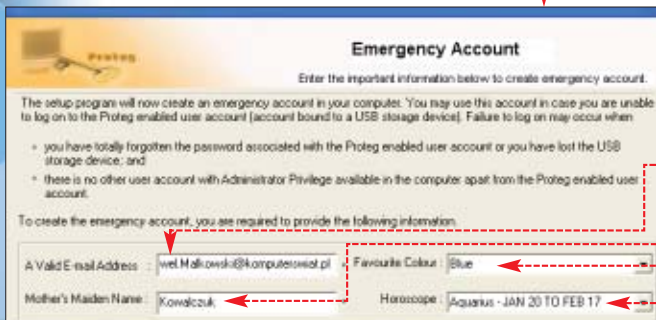 Proteg
Emergency Account
Enter the important information below to create emergency account.
The setup program will now create an emergency account in your computer. You may use this account in case you are unable
to log on to the Proteg enabled user account (account bound to a USB storage device). Failure to log on may occur when
you have totally forgotten the password associated with the Proteg enabled user account or you have lost the USB
storage device; and
there is no other user account with Administrator Privilege available in the computer apart from the Proteg enabled user
account.
To create the emergency account, you are required to provide the following information.
A Valid E-mail Address : wel.Malkowski@komputerswiat.pl * Favourite Colour : Blue
Mother's Maiden Name : Kowalczuk * Horoscope : Aquarius - JAN 20 TO FEB 17